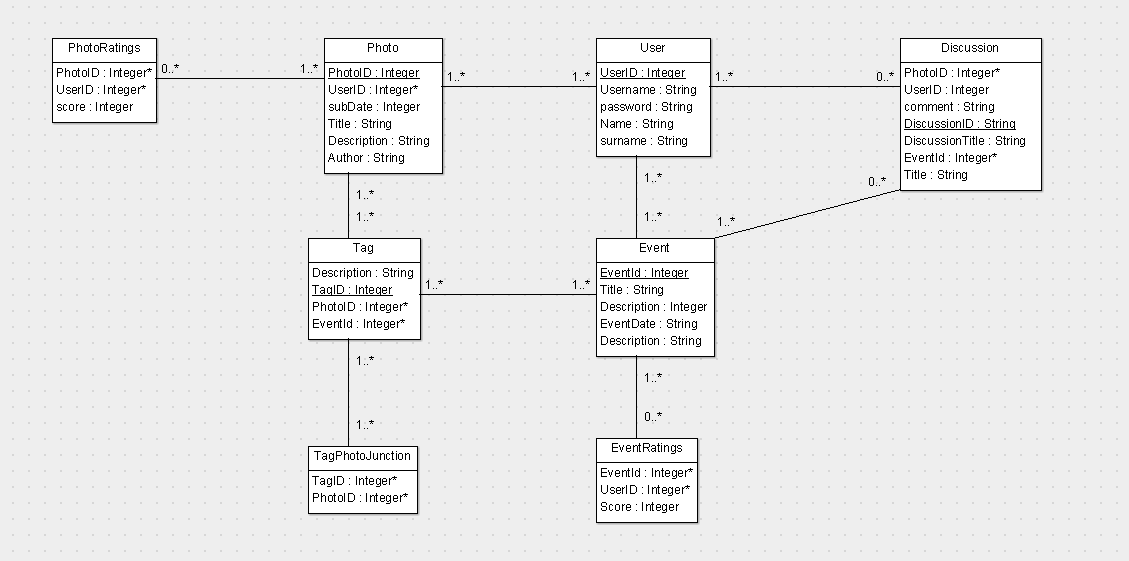 PhotoRatings
PhotoID : Integer*
UserID : Integer*
score : Integer
0..*
1..*
Photo
PhotoID : Integer
UserID : Integer*
subDate : Integer
Title : String
Description : String
Author : String
1..*
1..*
User
UserID : Integer
Username : String
password : String
Name : String
surname : String
1..*
0..*
Discussion
PhotoID : Integer*
UserID : Integer
comment : String
DiscussionID : String
DiscussionTitle : String
EventId : Integer*
Title : String
1..*
1..*
1..*
1..*
0..*
1..*
Tag
Description : String
TagID : Integer
PhotoID : Integer*
EventId : Integer*
1..*
1..*
Event
EventId : Integer
Title : String
Description : Integer
EventDate : String
Description : String
1..*
1..*
1..*
0..*
TagPhotoJunction
TagID : Integer*
PhotoID : Integer*
EventRatings
EventId : Integer*
UserID : Integer*
Score : Integer